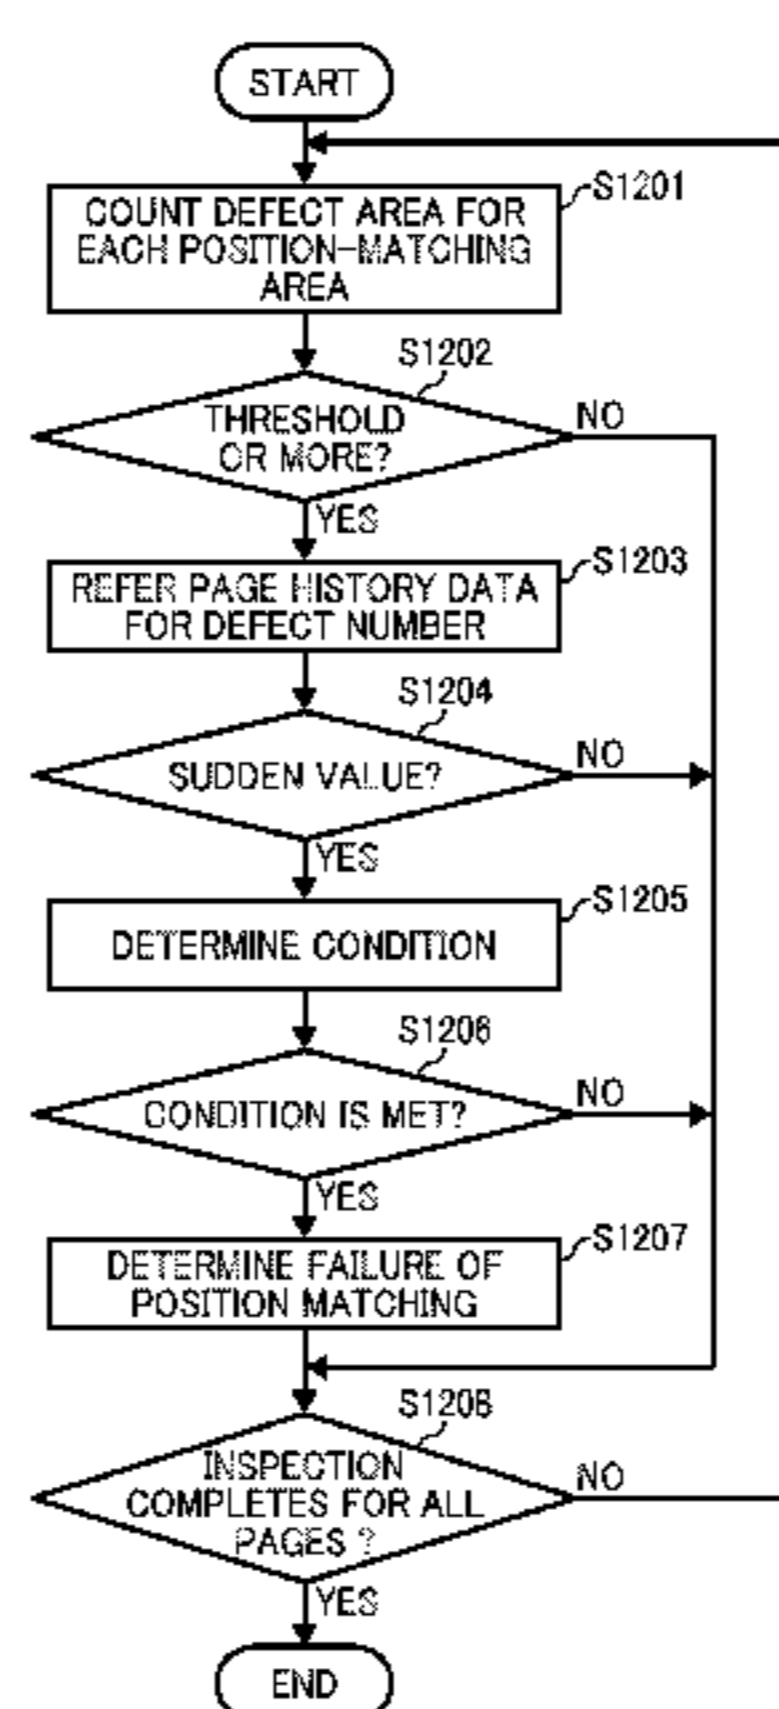 START
S1201
COUNT DEFECT AREA FOR
EACH POSITION-MATCHING
AREA
S1202
THRESHOLD
OR MORE?
NO
YES
S1203
REFER PAGE HISTORY DATA
FOR DEFECT NUMBER
S1204
SUDDEN VALUE?
NO
YES
S1205
DETERMINE CONDITION
S1206
CONDITION IS MET?
NO
YES
S1207
DETERMINE FAILURE OF
POSITION MATCHING
S1208
INSPECTION
COMPLETES FOR ALL
PAGES ?
NO
YES
END